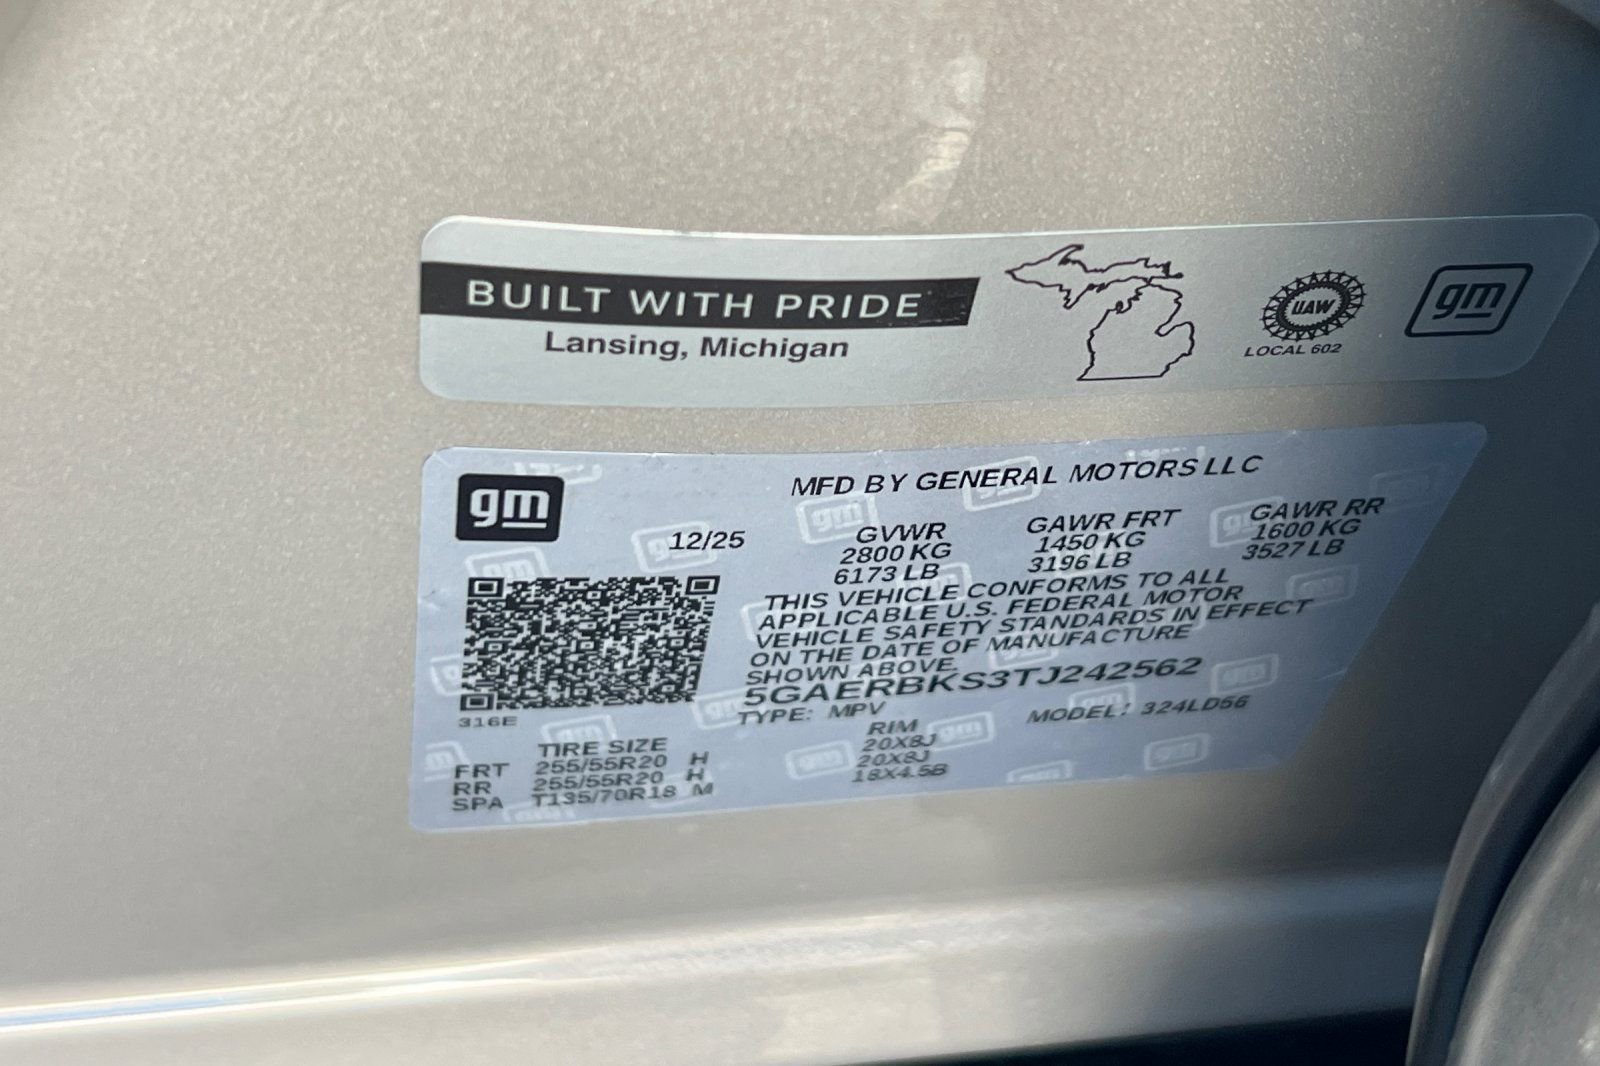 BUILT WITH PRIDE
Lansing, Michigan
UAW
LOCAL 602
gm
gm
MFD BY GENERAL MOTORS LLC
12/25
GVWR GAWR FRT GAWR RR
2800 KG 1450 KG 1600 KG
6173 LB 3196 LB 3527 LB
THIS VEHICLE CONFORMS TO ALL
APPLICABLE U.S. FEDERAL MOTOR
VEHICLE SAFETY STANDARDS IN EFFECT
ON THE DATE OF MANUFACTURE
SHOWN ABOVE.
5GAERBKS3TJ242562
TYPE: MPV MODEL: 324LD56
316E
TIRE SIZE RIM
FRT 255/55R20 H 20X8J
RR 255/55R20 H 20X8J
SPA T135/70R18 M 18X4.5B